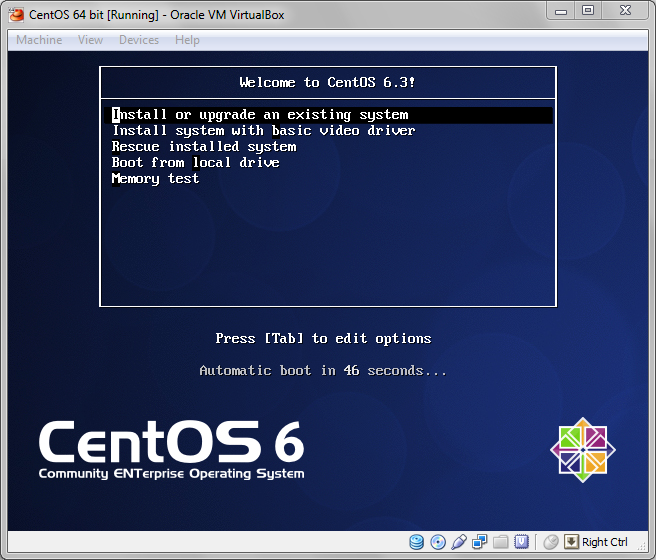 CentOS 64 bit [Running] - Oracle VM VirtualBox
Machine View Devices Help
Welcome to CentOS 6.3!
Install or upgrade an existing system
Install system with basic video driver
Rescue installed system
Boot from local drive
Memory test
Press [Tab] to edit options
Automatic boot in 46 seconds...
CentOS 6
Community ENTerprise Operating System
Right Ctrl